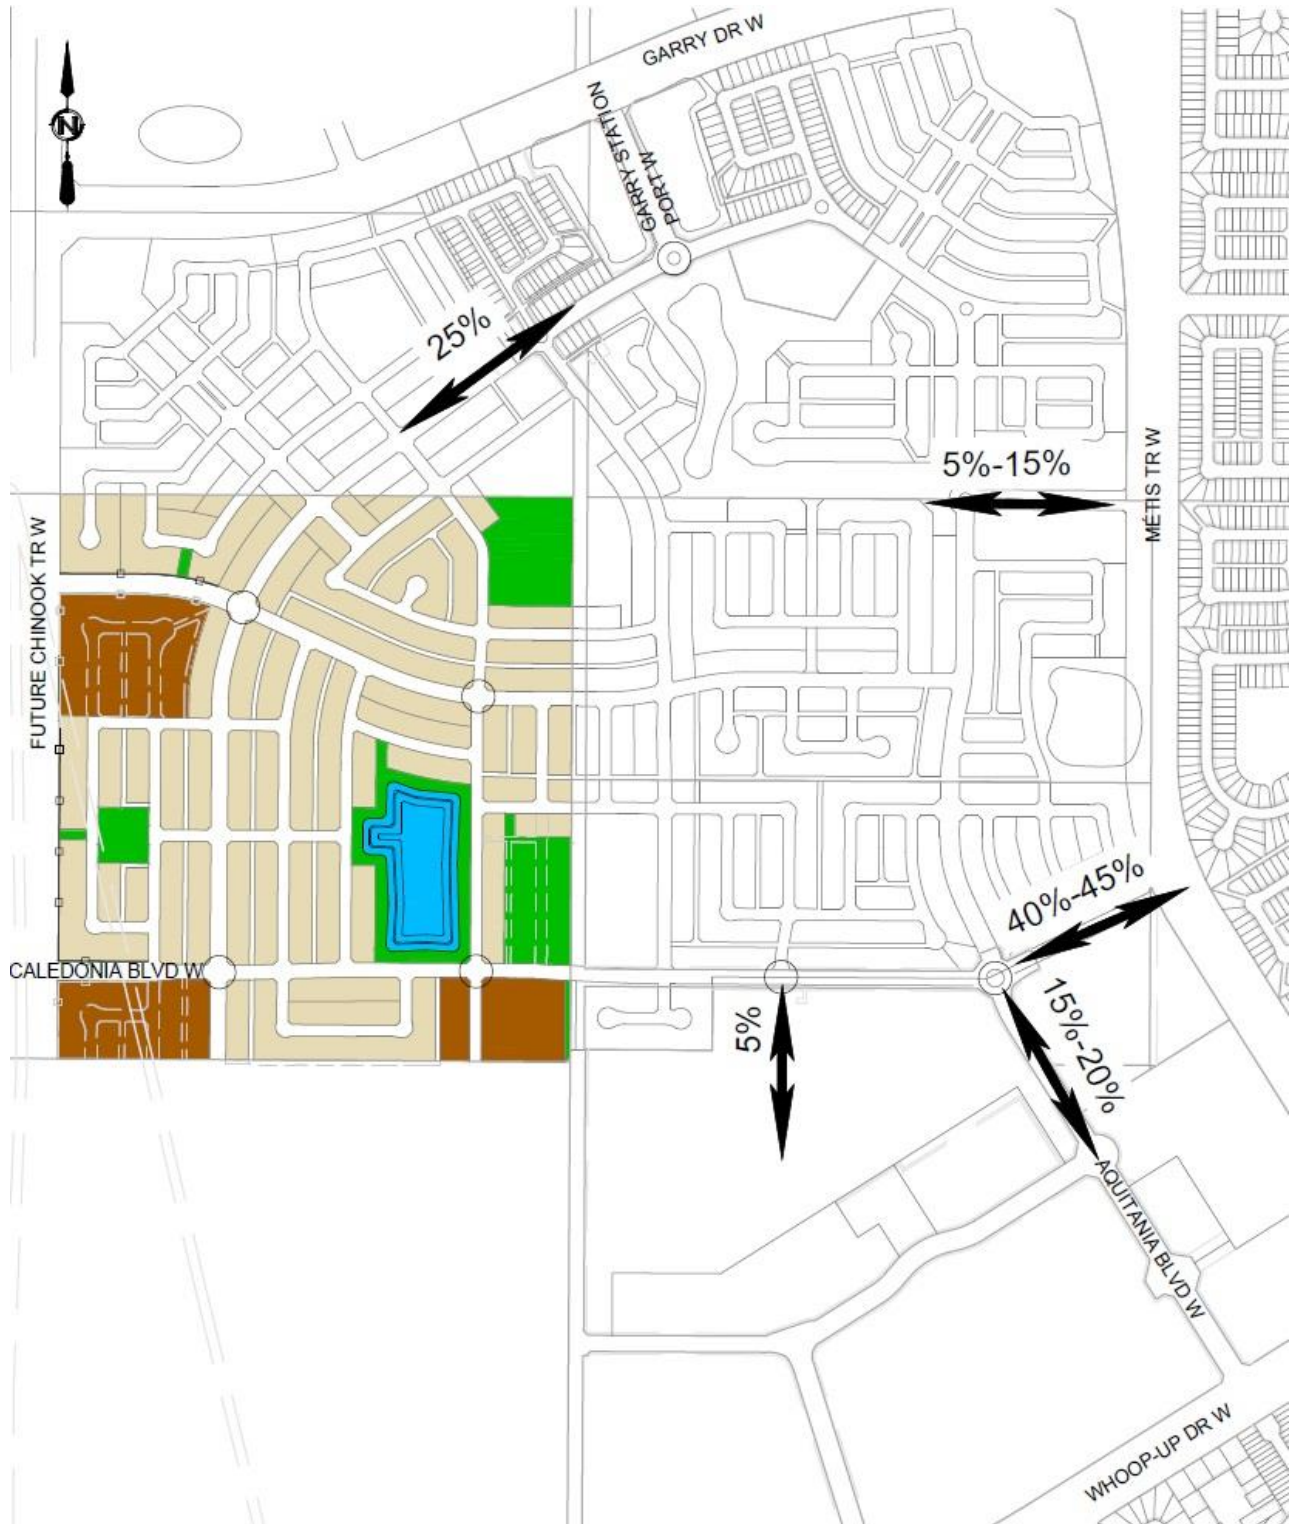 GARRY DR W
N
GARRY STATION
PORT W
25%
5%-15%
MÉTIS TR W
FUTURE CHINOOK TR W
40%-45%
CALEDONIA BLVD W
15%-20%
5%
AQUITANIA BLVD W
WHOOP-UP DR W